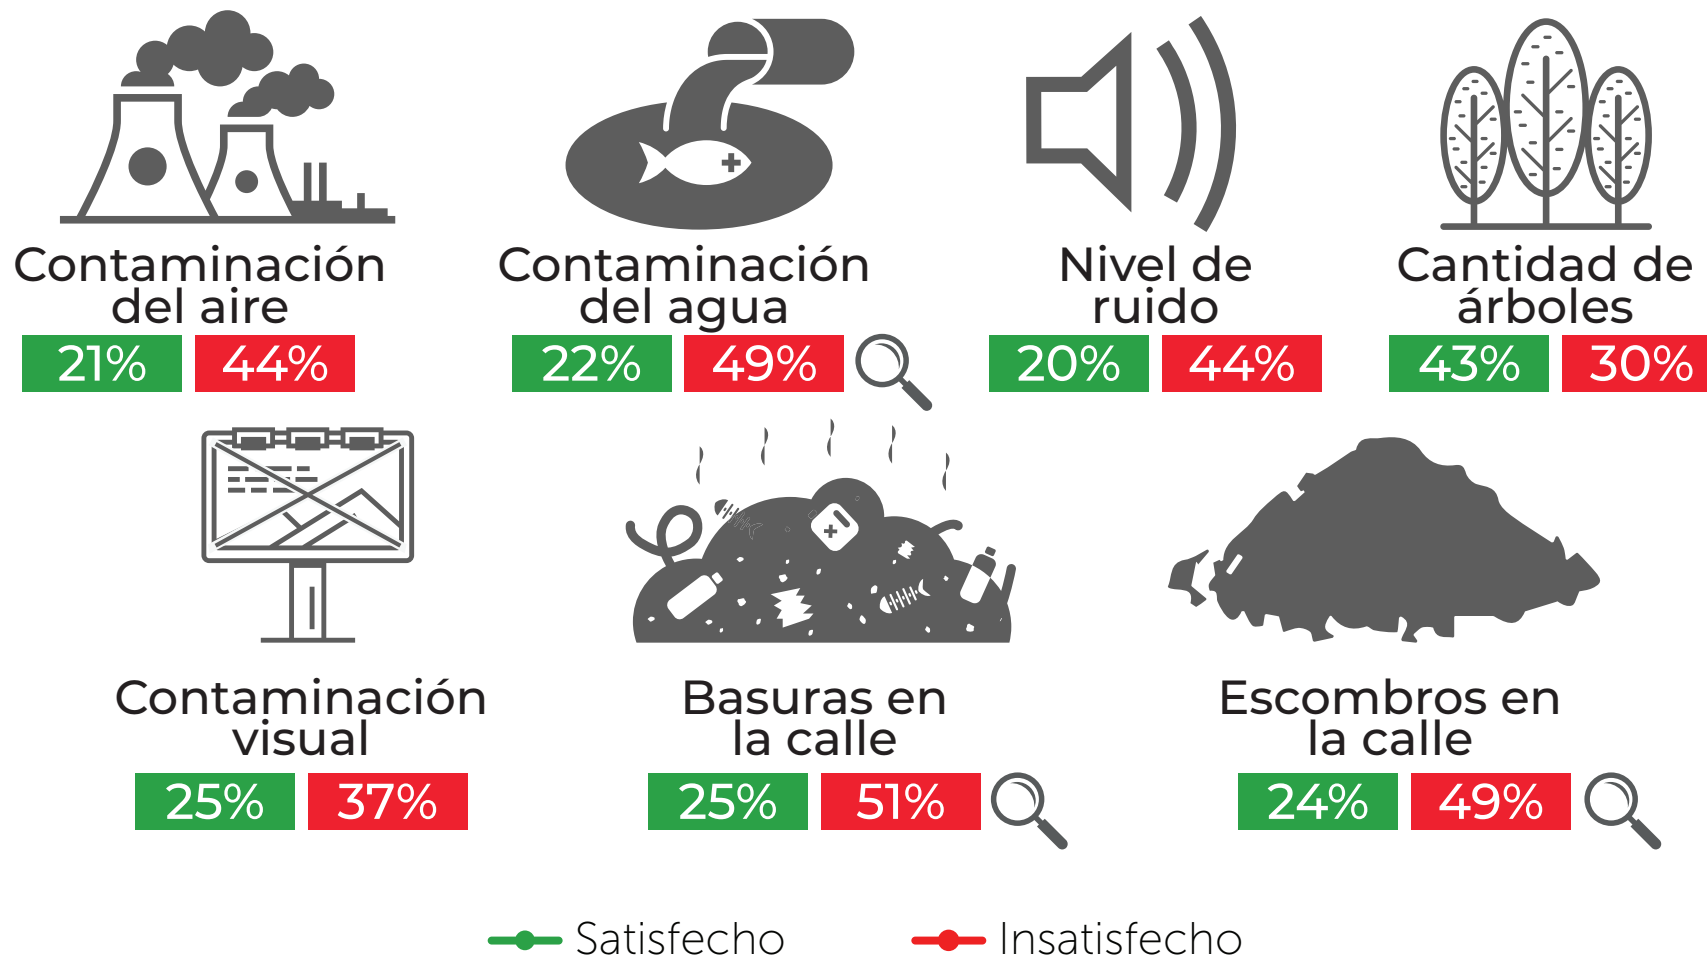 Contaminación
del aire
21% 44%
Contaminación
del agua
22% 49%
Nivel de
ruido
20% 44%
Cantidad de
árboles
43% 30%
Contaminación
visual
25% 37%
Basuras en
la calle
25% 51%
Escombros en
la calle
24% 49%
Satisfecho
Insatisfecho